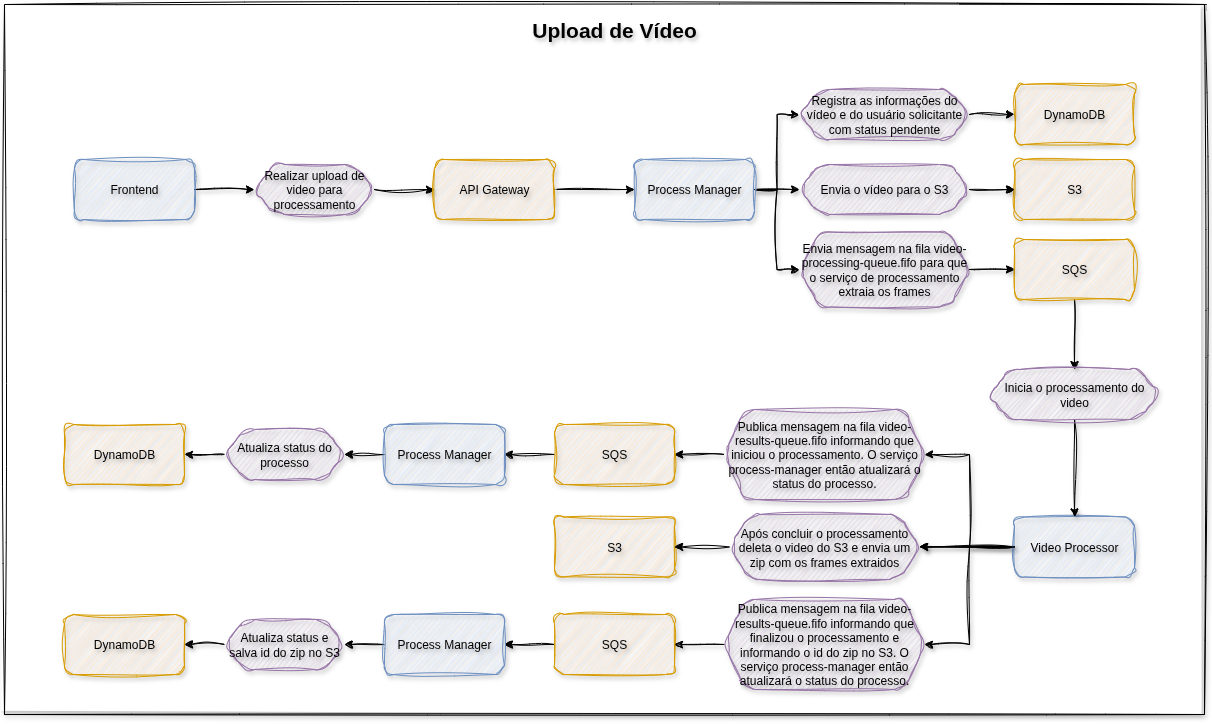 Upload de Vídeo
Registra as informações do
vídeo e do usuário solicitante
com status pendente
DynamoDB
Frontend
Realizar upload de
video para
processamento
API Gateway
Process Manager
Envia o vídeo para o S3
S3
Envia mensagem na fila video-
processing-queue.fifo para que
o serviço de processamento
extraia os frames
SQS
Inicia o processamento do
video
DynamoDB
Atualiza status do
processo
Process Manager
SQS
Publica mensagem na fila video-
results-queue.fifo informando que
iniciou o processamento. O serviço
process-manager então atualizará o
status do processo.
S3
Após concluir o processamento
deleta o video do S3 e envia um
zip com os frames extraidos
Video Processor
DynamoDB
Atualiza status e
salva id do zip no S3
Process Manager
SQS
Publica mensagem na fila video-
results-queue.fifo informando que
finalizou o processamento e
informando o id do zip no S3. O
serviço process-manager então
atualizará o status do processo.